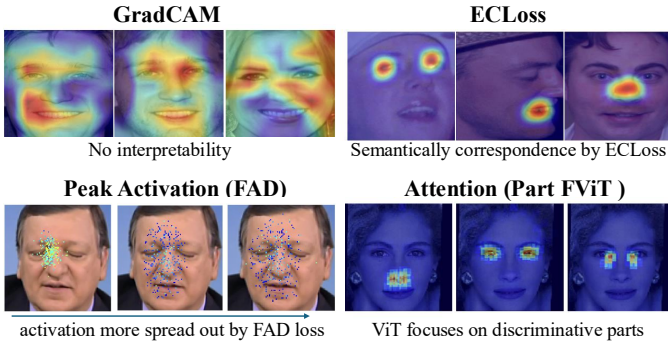 GradCAM
ECLoss
No interpretability
Semantically correspondence by ECLoss
Peak Activation (FAD)
Attention (Part FViT )
activation more spread out by FAD loss
ViT focuses on discriminative parts